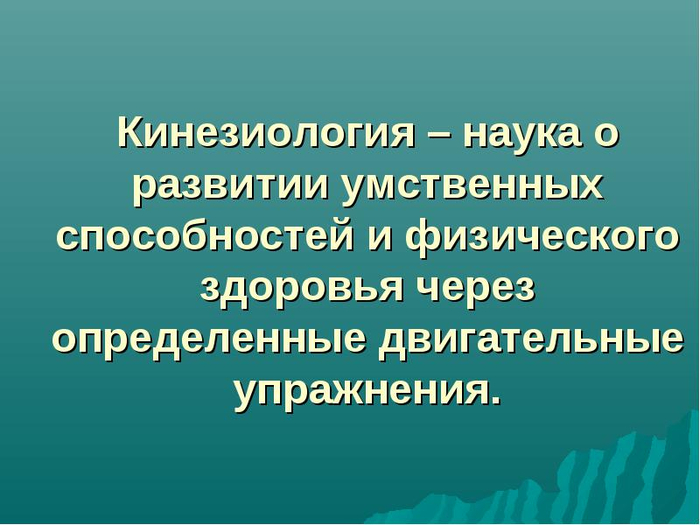 Кинезиология – наука о
развитии умственных
способностей и физического
здоровья через
определенные двигательные
упражнения.